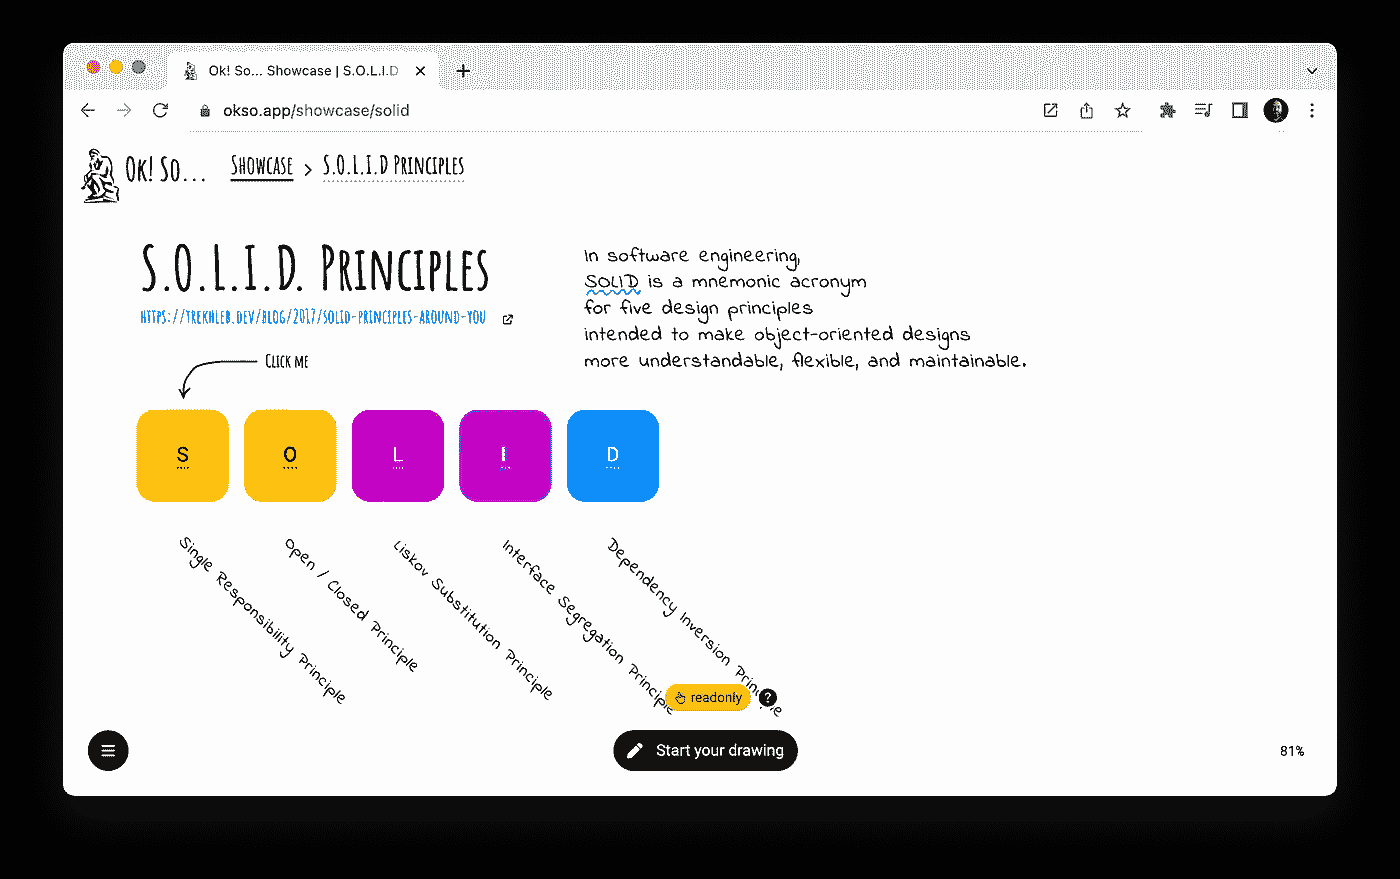 Ok! So... Showcase | S.O.L.I.D
okso.app/showcase/solid
Ok! So...
Showcase > S.O.L.I.D Principles
S.O.L.I.D. Principles
https://trekhleb.dev/blog/2017/solid-principles-around-you
Click me
In software engineering,
SOLID is a mnemonic acronym
for five design principles
intended to make object-oriented designs
more understandable, flexible, and maintainable.
S
O
L
I
D
Single Responsibility Principle
Open / Closed Principle
Liskov Substitution Principle
Interface Segregation Principle
Dependency Inversion Principle
readonly
?
Start your drawing
81%